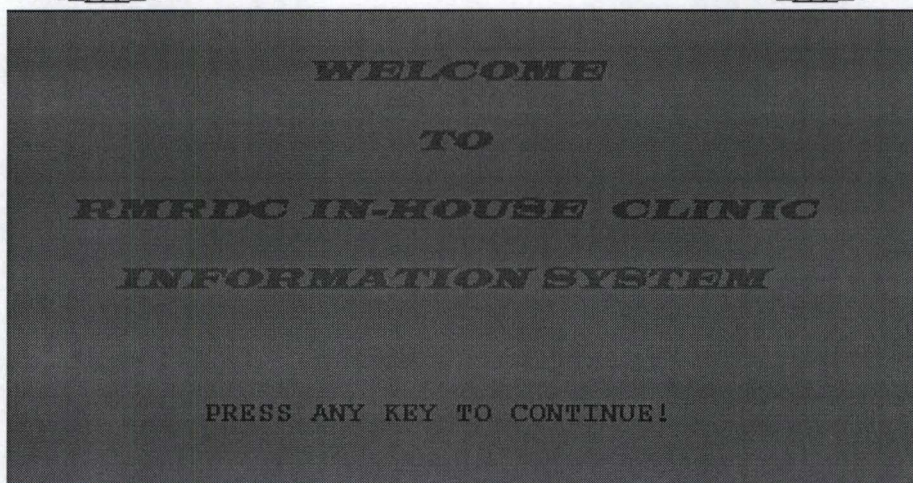 WELCOME
TO
RMRDC IN-HOUSE CLINIC
INFORMATION SYSTEM
PRESS ANY KEY TO CONTINUE!